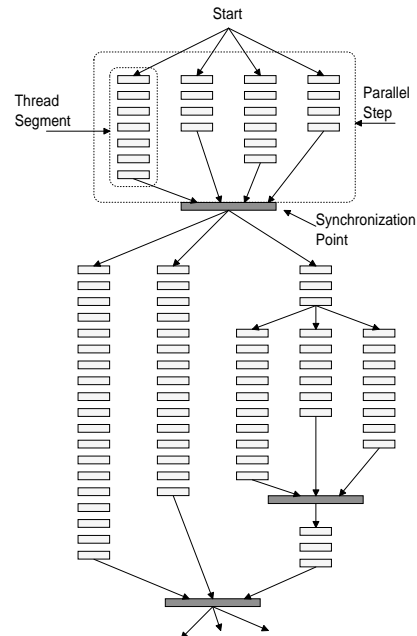 Start
Thread
Segment
Parallel
Step
Synchronization
Point